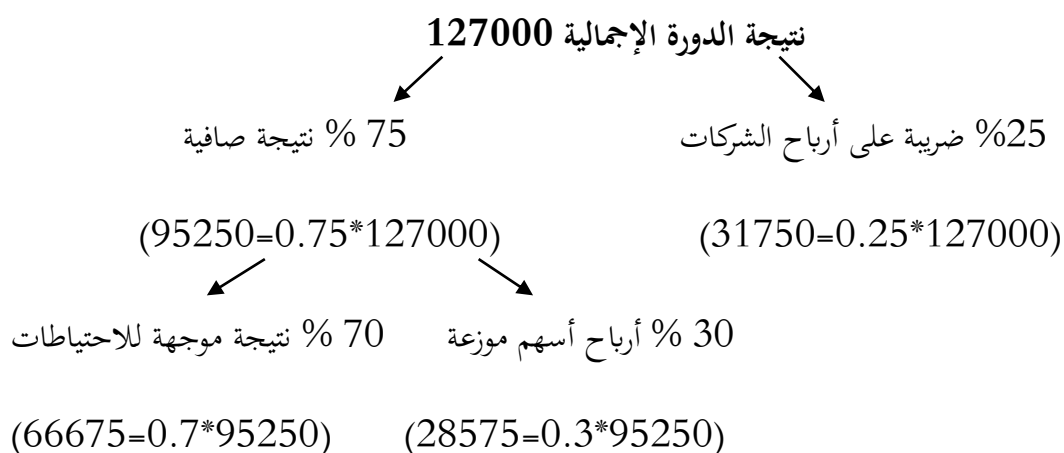 نتيجة الدورة الإجمالية 127000
25% ضريبة على أرباح الشركات 75 % نتيجة صافية
(31750=0.25*127000) (95250=0.75*127000)
30 % أرباح أسهم موزعة 70 % نتيجة موجهة للاحتياطات
(28575=0.3*95250) (66675=0.7*95250)